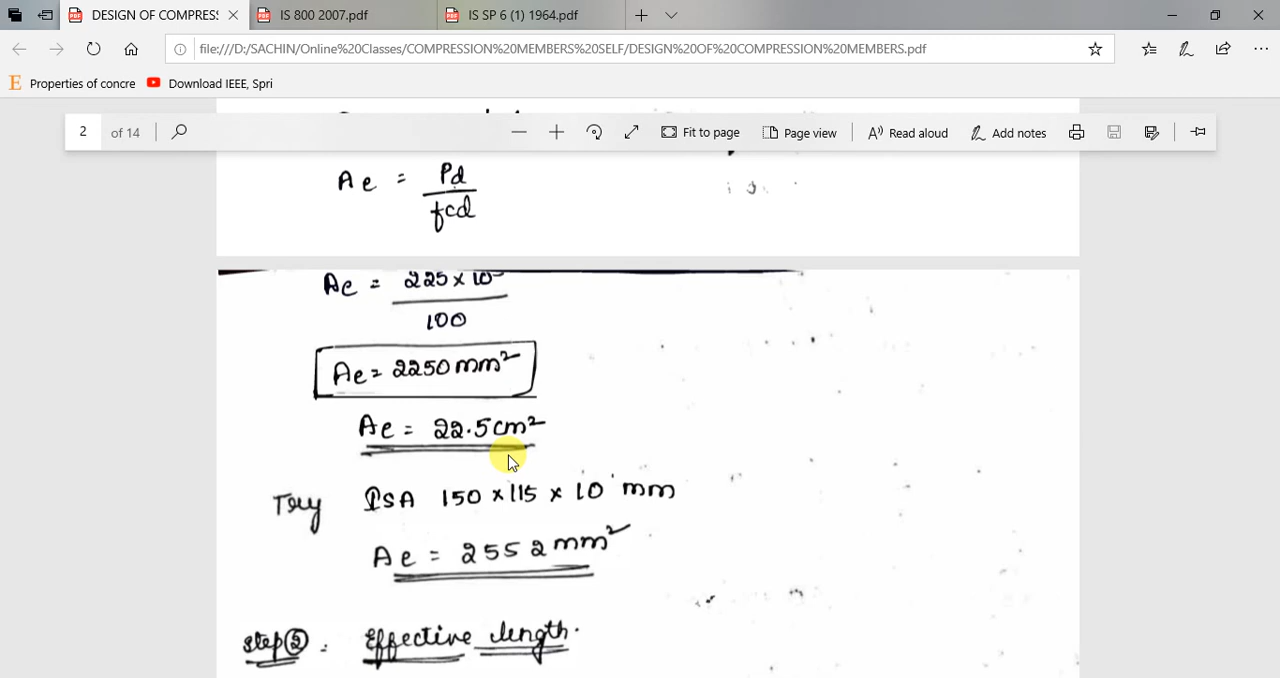 DESIGN OF COMPRESS
IS 800 2007.pdf
IS SP 6 (1) 1964.pdf
file:///D:/SACHIN/Online%20Classes/COMPRESSION%20MEMBERS%20SELF/DESIGN%20OF%20COMPRESSION%20MEMBERS.pdf
E Properties of concre
Download IEEE, Spri
2 of 14
Fit to page
Page view
Read aloud
Add notes
Ae = Pd
fcd
Ae = 225 × 10
100
Ae = 2250 mm²
Ae = 22.5 cm²
Try ISA 150 × 115 × 10 mm
Ae = 2552 mm²
Step ② : Effective length.